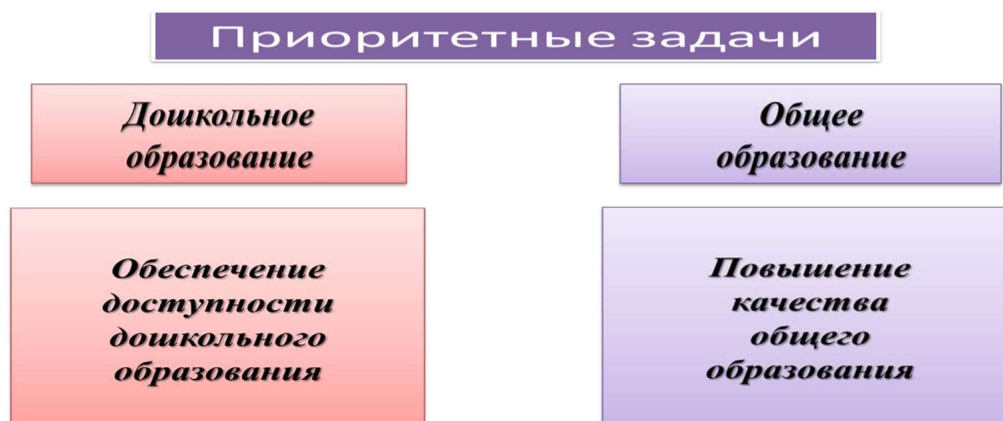 Приоритетные задачи
Дошкольное
образование
Общее
образование
Обеспечение
доступности
дошкольного
образования
Повышение
качества
общего
образования